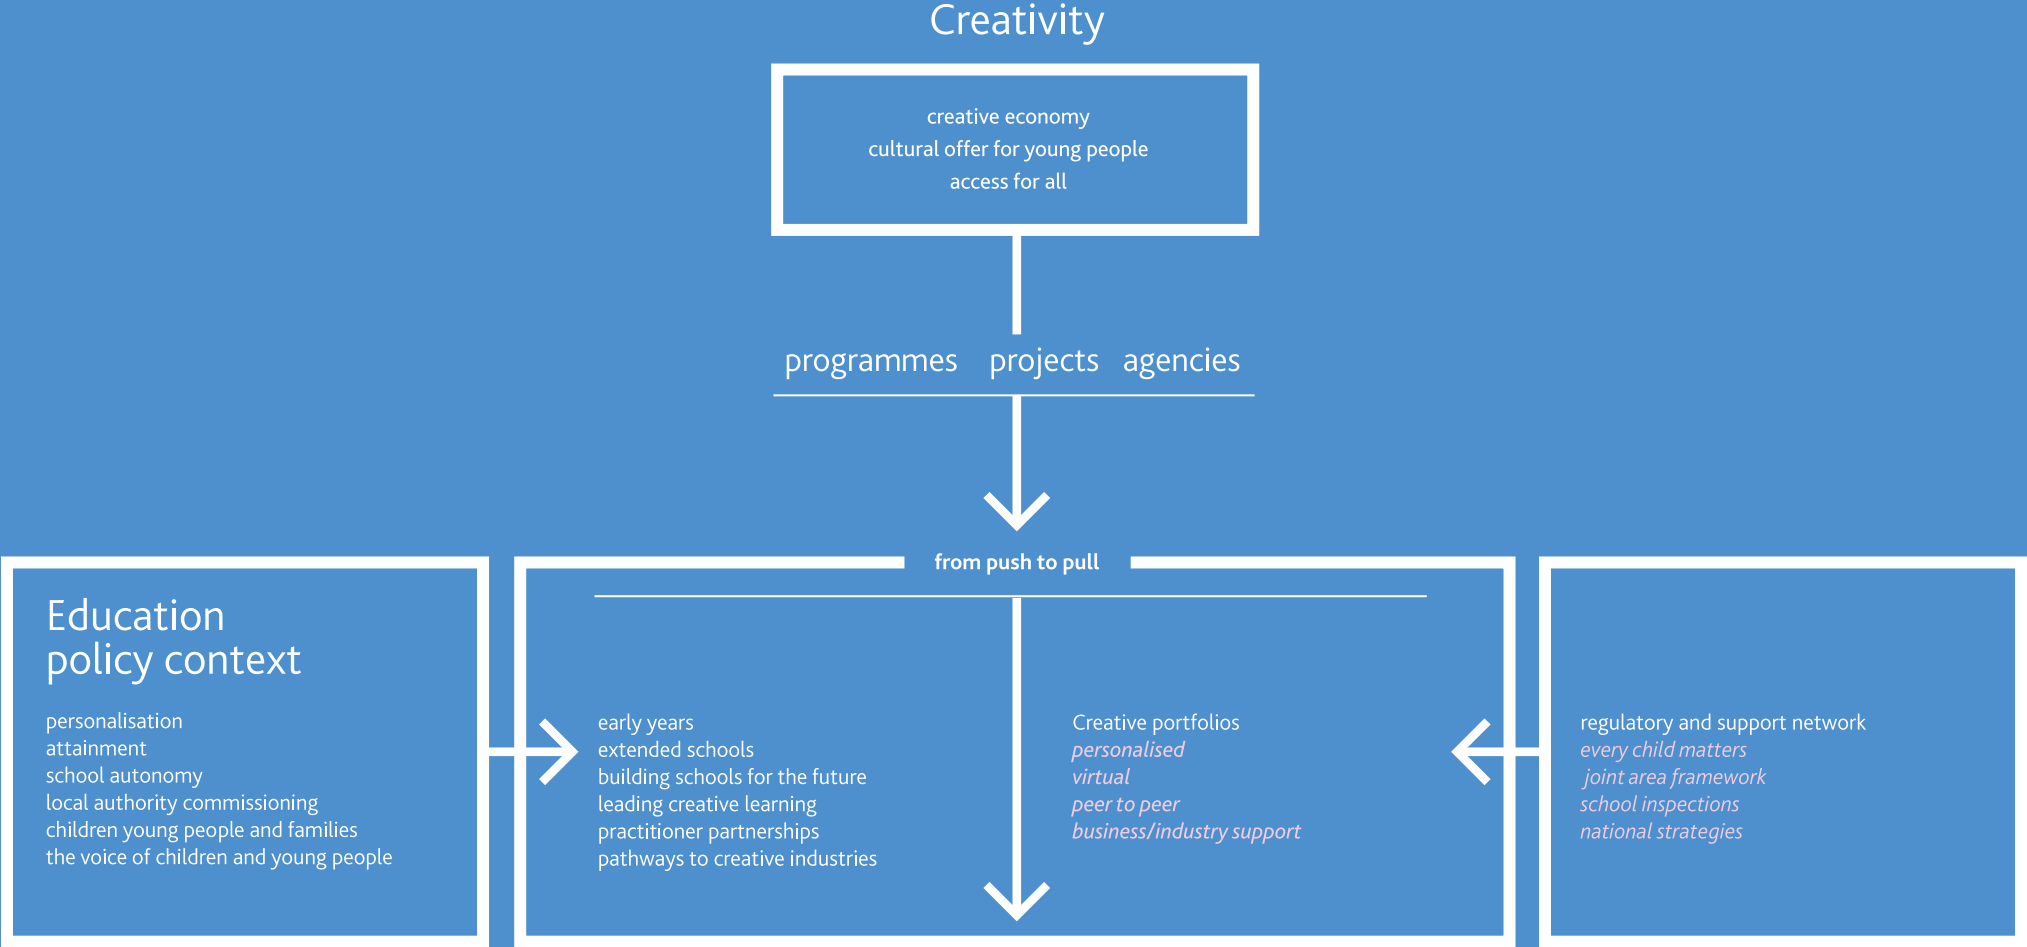 Creativity
creative economy
cultural offer for young people
access for all
programmes projects agencies
from push to pull
Education
policy context
personalisation
attainment
school autonomy
local authority commissioning
children young people and families
the voice of children and young people
early years
extended schools
building schools for the future
leading creative learning
practitioner partnerships
pathways to creative industries
Creative portfolios
personalised
virtual
peer to peer
business/industry support
regulatory and support network
every child matters
joint area framework
school inspections
national strategies